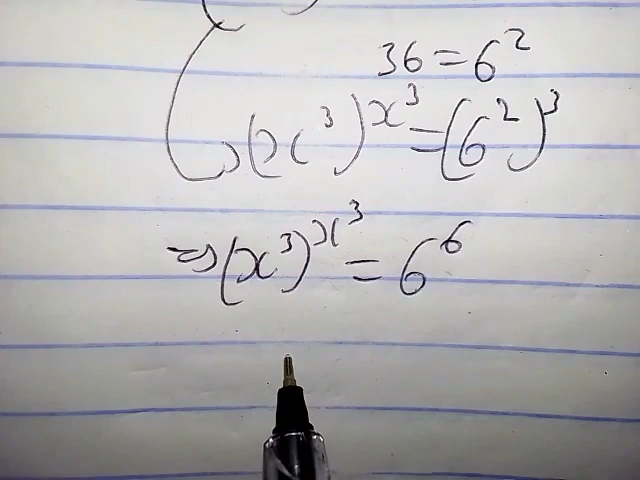 36 = 6²
(x³)^x³ = (6²)³
⇒ (x³)^x³ = 6⁶